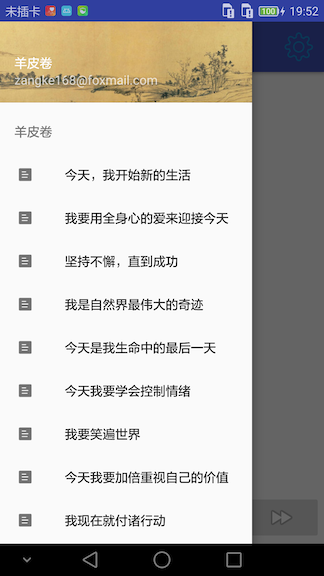 未插卡
100
19:52
羊皮卷
zangke168@foxmail.com
羊皮卷
今天，我开始新的生活
我要用全身心的爱来迎接今天
坚持不懈，直到成功
我是自然界最伟大的奇迹
今天是我生命中的最后一天
今天我要学会控制情绪
我要笑遍世界
今天我要加倍重视自己的价值
我现在就付诸行动